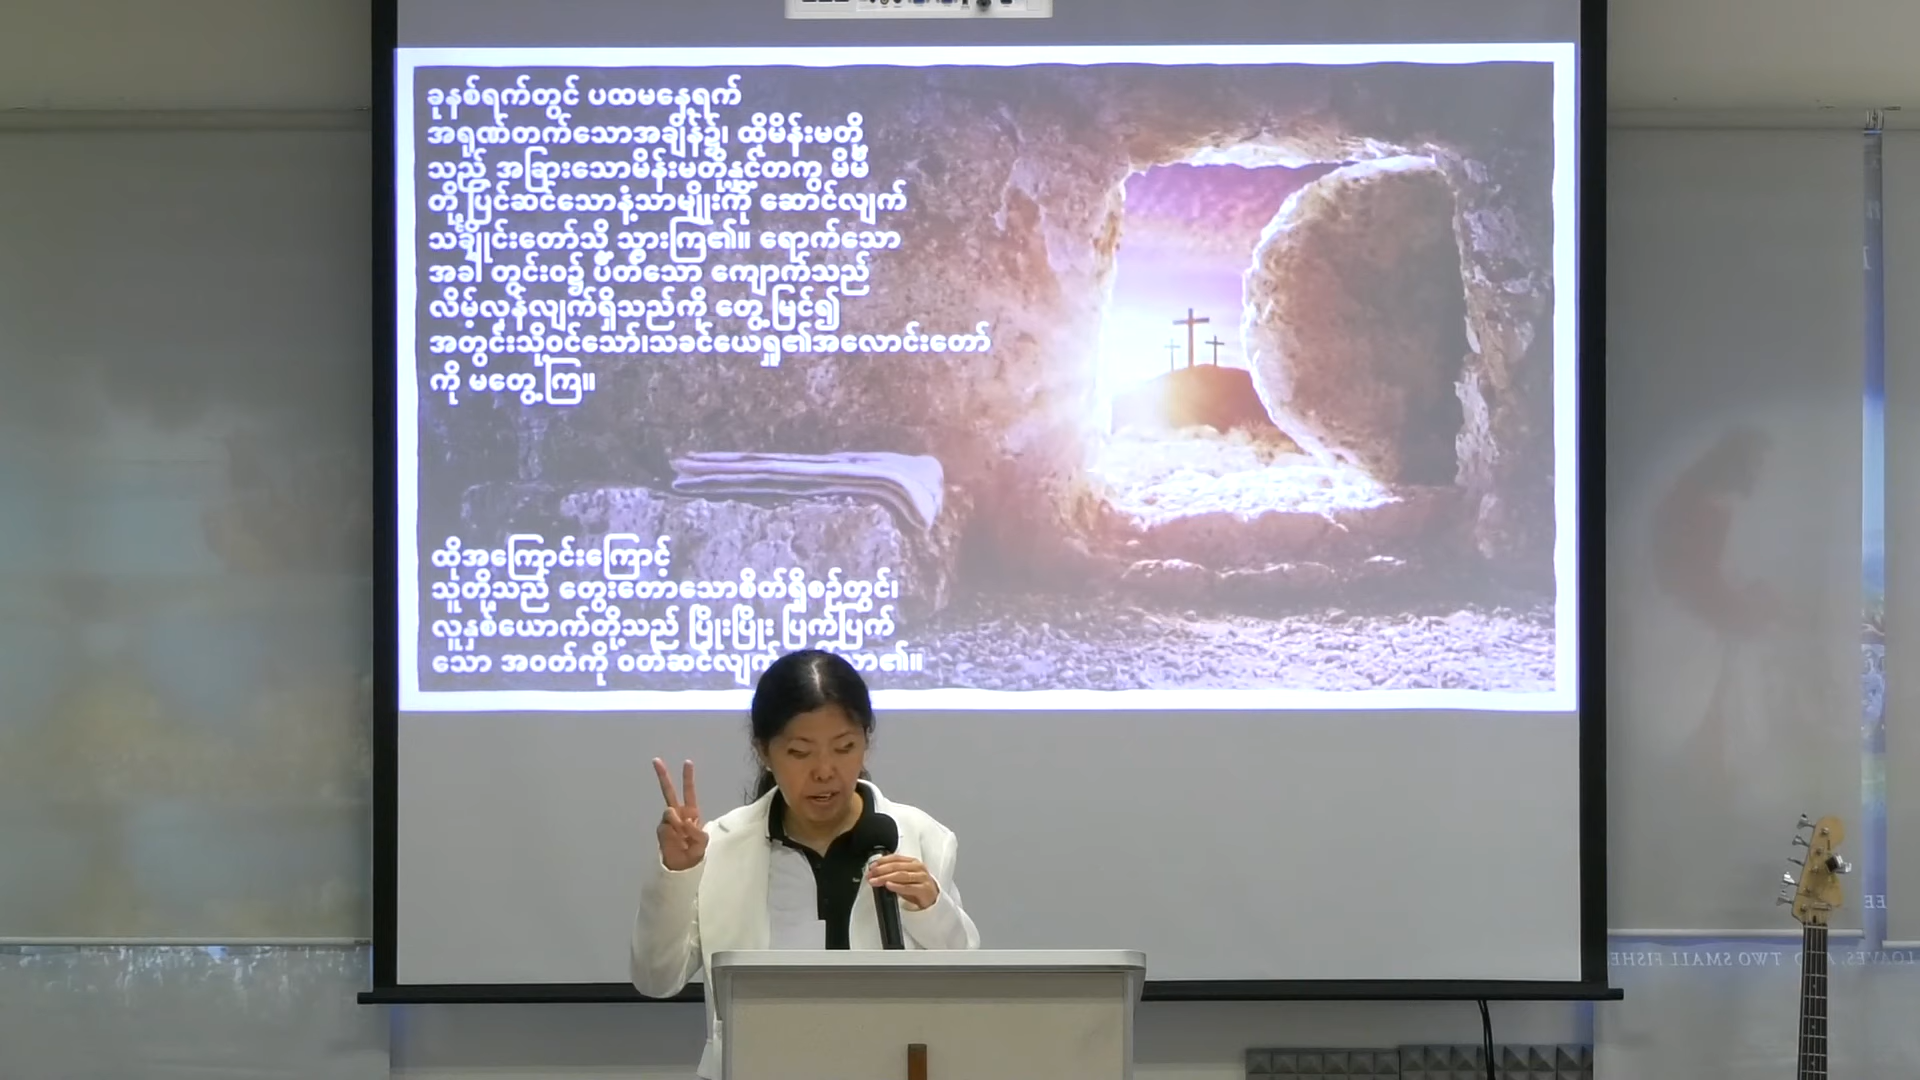 ခုနစ်ရက်တွင် ပထမနေ့ရက်
အရုဏ်တက်သောအချိန်၌၊ ထိုမိန်းမတို့
သည် အခြားသောမိန်းမတို့နှင့်တကွ မိမိ
တို့ပြင်ဆင်သောနံ့သာမျိုးကို ဆောင်လျက်
သင်္ချိုင်းတော်သို့ သွားကြ၏။ ရောက်သော
အခါ တွင်းဝ၌ ပိတ်သော ကျောက်သည်
လိမ့်လှန်လျက်ရှိသည်ကို တွေ့မြင်၍
အတွင်းသို့ဝင်သော်၊သခင်ယေရှု၏အလောင်းတော်
ကို မတွေ့ကြ။
ထိုအကြောင်းကြောင့်
သူတို့သည် တွေးတောသောစိတ်ရှိစဉ်တွင်၊
လူနှစ်ယောက်တို့သည် ပြိုးပြိုး ပြက်ပြက်
သော အဝတ်ကို ဝတ်ဆင်လျက်
LOAVES, AND TWO SMALL FISHE